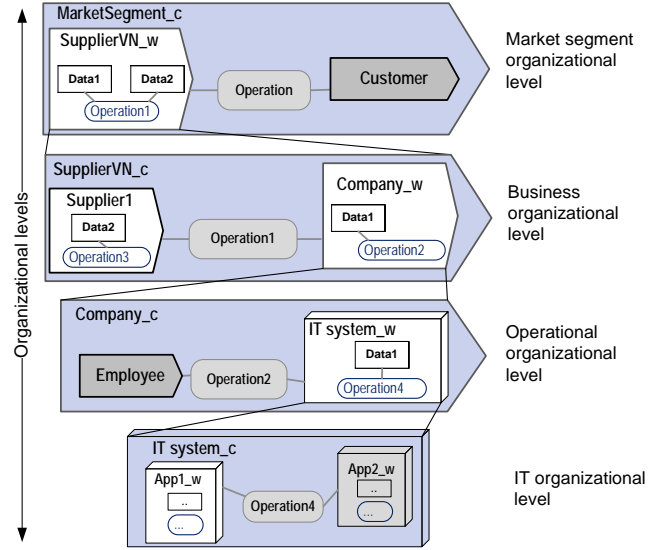 MarketSegment_c
SupplierVN_w
Data1
Data2
Operation1
Operation
Customer
Market segment
organizational
level
SupplierVN_c
Supplier1
Data2
Operation3
Operation1
Company_w
Data1
Operation2
Business
organizational
level
Company_c
Employee
Operation2
IT system_w
Data1
Operation4
Operational
organizational
level
IT system_c
App1_w
..
...
Operation4
App2_w
..
...
IT organizational
level
Organizational levels